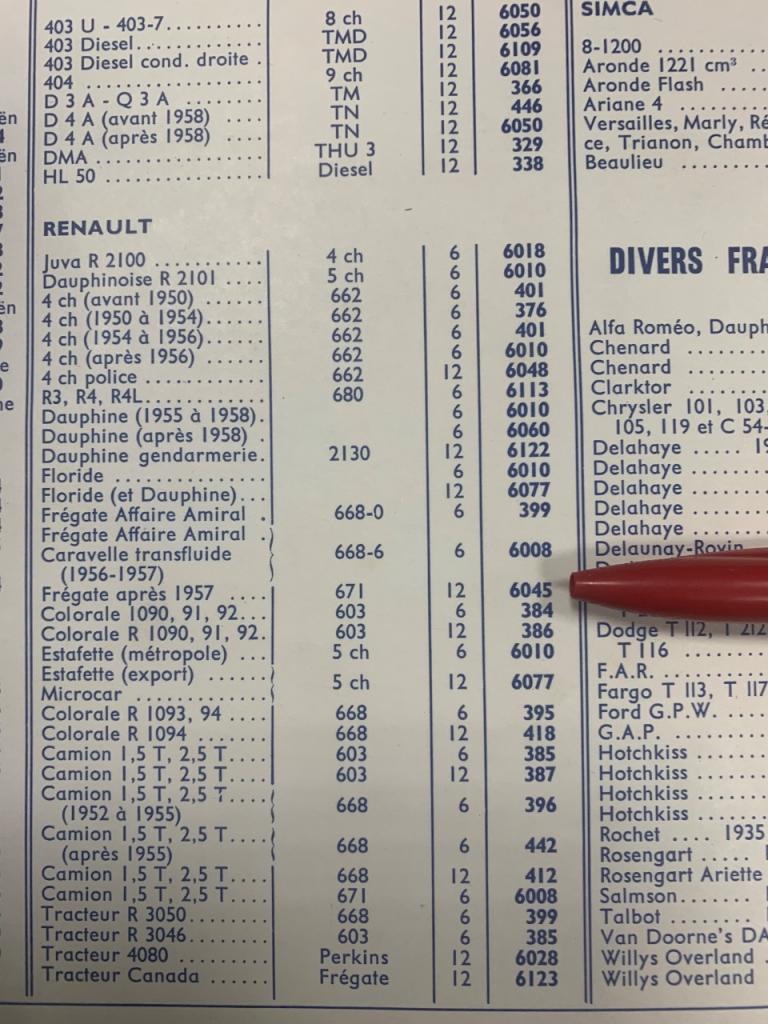 403 U - 403-7 8 ch 12 6050
403 Diesel TMD 12 6056
403 Diesel cond. droite TMD 12 6109
404 9 ch 12 6081
D 3 A - Q 3 A TM 12 366
D 4 A (avant 1958) TN 12 446
D 4 A (après 1958) TN 12 6050
DMA THU 3 12 329
HL 50 Diesel 12 338
RENAULT
Juva R 2100 4 ch 6 6018
Dauphinoise R 2101 5 ch 6 6010
4 ch (avant 1950) 662 6 401
4 ch (1950 à 1954) 662 6 376
4 ch (1954 à 1956) 662 6 401
4 ch (après 1956) 662 6 6010
4 ch police 662 12 6048
R3, R4, R4L 680 6 6113
Dauphine (1955 à 1958) 6 6010
Dauphine (après 1958) 6 6060
Dauphine gendarmerie 2130 12 6122
Floride 6 6010
Floride (et Dauphine) 12 6077
Frégate Affaire Amiral 668-0 6 399
Frégate Affaire Amiral
Caravelle transfluide 668-6 6 6008
(1956-1957)
Frégate après 1957 671 12 6045
Colorale 1090, 91, 92 603 6 384
Colorale R 1090, 91, 92 603 12 386
Estafette (métropole) 5 ch 6 6010
Estafette (export)
Microcar 5 ch 12 6077
Colorale R 1093, 94 668 6 395
Colorale R 1094 668 12 418
Camion 1,5 T, 2,5 T 603 6 385
Camion 1,5 T, 2,5 T 603 12 387
Camion 1,5 T, 2,5 T
(1952 à 1955) 668 6 396
Camion 1,5 T, 2,5 T
(après 1955) 668 6 442
Camion 1,5 T, 2,5 T 668 12 412
Camion 1,5 T, 2,5 T 671 6 6008
Tracteur R 3050 668 6 399
Tracteur R 3046 603 6 385
Tracteur 4080 Perkins 12 6028
Tracteur Canada Frégate 12 6123
SIMCA
8-1200
Aronde 1221 cm³
Aronde Flash
Ariane 4
Versailles, Marly, Ré
ce, Trianon, Chamb
Beaulieu
DIVERS FRA
Alfa Roméo, Dauph
Chenard
Chenard
Clarktor
Chrysler 101, 103,
105, 119 et C 54-
Delahaye
Delahaye
Delahaye
Delahaye
Delahaye
Delaunay-
Dodge T 112, T 212
T 116
F.A.R.
Fargo T 113, T 117
Ford G.P.W.
G.A.P.
Hotchkiss
Hotchkiss
Hotchkiss
Hotchkiss
Rochet 1935
Rosengart
Rosengart Ariette
Salmson
Talbot
Van Doorne's DA
Willys Overland
Willys Overland